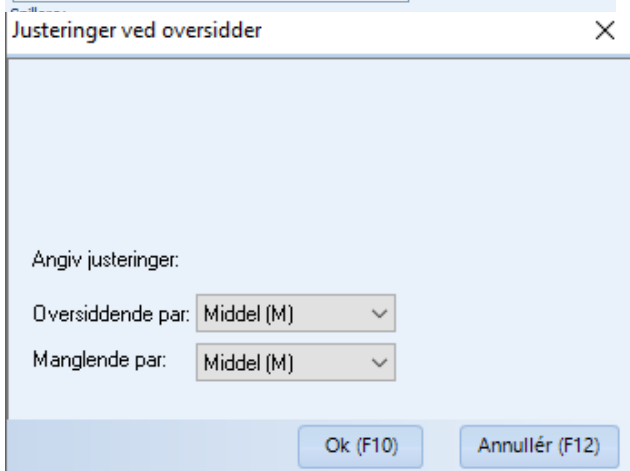 Justeringer ved oversidder
Angiv justeringer:
Oversiddende par: Middel (M)
Manglende par: Middel (M)
Ok (F10) Annullér (F12)